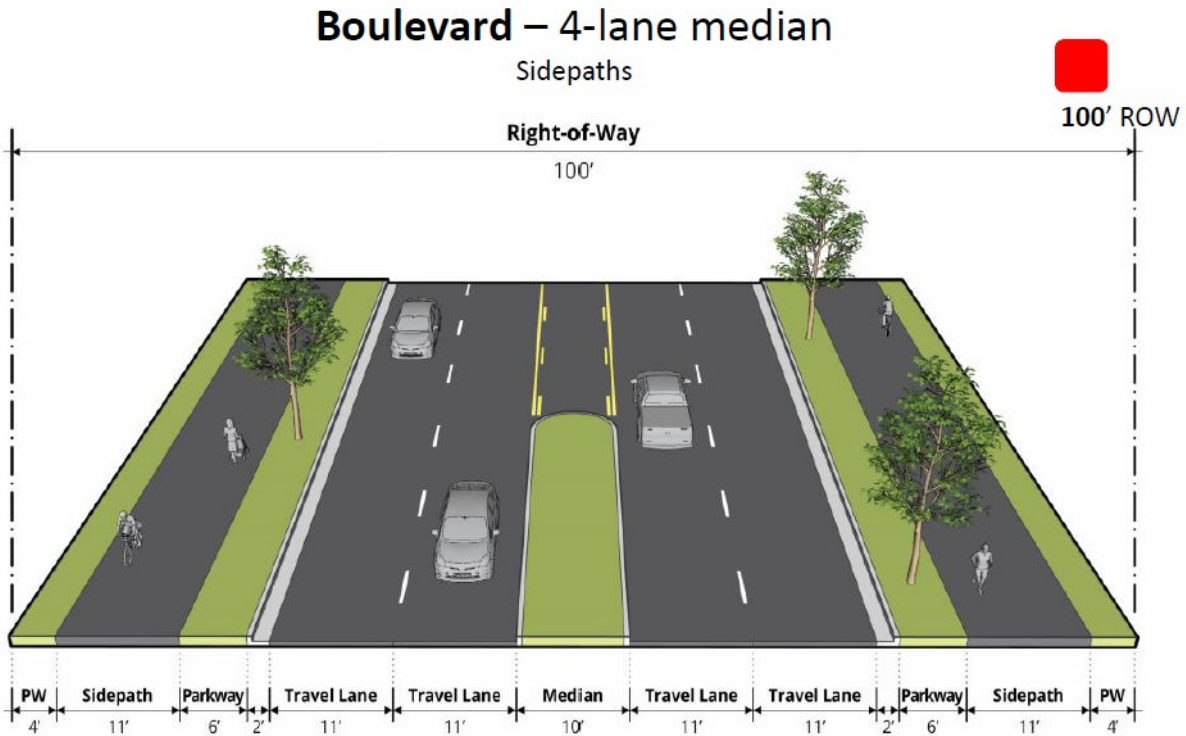 Boulevard – 4-lane median
Sidepaths
100' ROW
Right-of-Way
100'
PW Sidepath Parkway Travel Lane Travel Lane Median Travel Lane Travel Lane Parkway Sidepath PW
4' 11' 6' 2' 11' 11' 10' 11' 11' 2' 6' 11' 4'